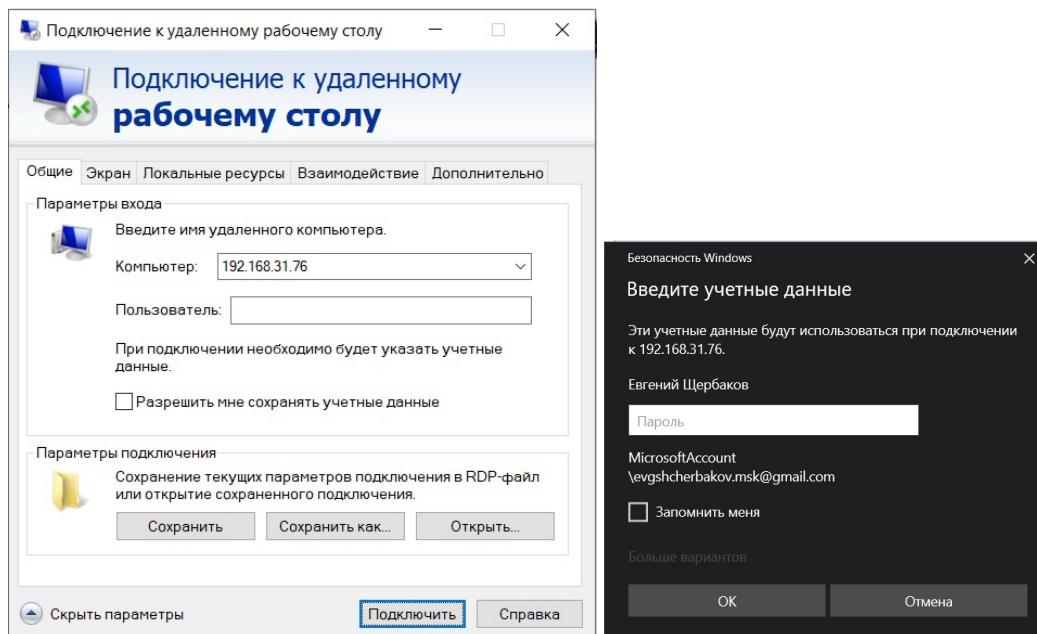 Подключение к удаленному рабочему столу
Подключение к удаленному
рабочему столу
Общие Экран Локальные ресурсы Взаимодействие Дополнительно
Параметры входа
Введите имя удаленного компьютера.
Компьютер: 192.168.31.76
Пользователь:
При подключении необходимо будет указать учетные
данные.
Разрешить мне сохранять учетные данные
Параметры подключения
Сохранение текущих параметров подключения в RDP-файл
или открытие сохраненного подключения.
Сохранить Сохранить как... Открыть...
Скрыть параметры Подключить Справка
Безопасность Windows
Введите учетные данные
Эти учетные данные будут использоваться при подключении
к 192.168.31.76.
Евгений Щербаков
Пароль
MicrosoftAccount
\evgshcherbakov.msk@gmail.com
Запомнить меня
Больше вариантов
ОК Отмена